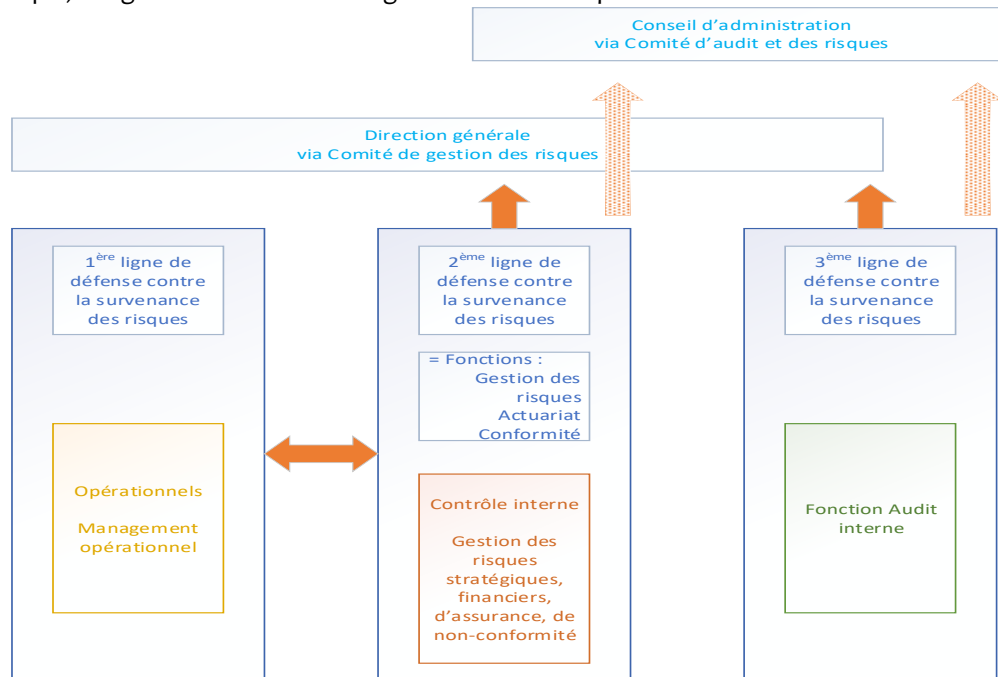 Conseil d'administration
via Comité d'audit et des risques
Direction générale
via Comité de gestion des risques
1ère ligne de
défense contre
la survenance
des risques
2ème ligne de
défense contre
la survenance
des risques
= Fonctions :
Gestion des
risques
Actuariat
Conformité
3ème ligne de
défense contre
la survenance
des risques
Opérationnels
Management
opérationnel
Contrôle interne
Gestion des
risques
stratégiques,
financiers,
d'assurance, de
non-conformité
Fonction Audit
interne